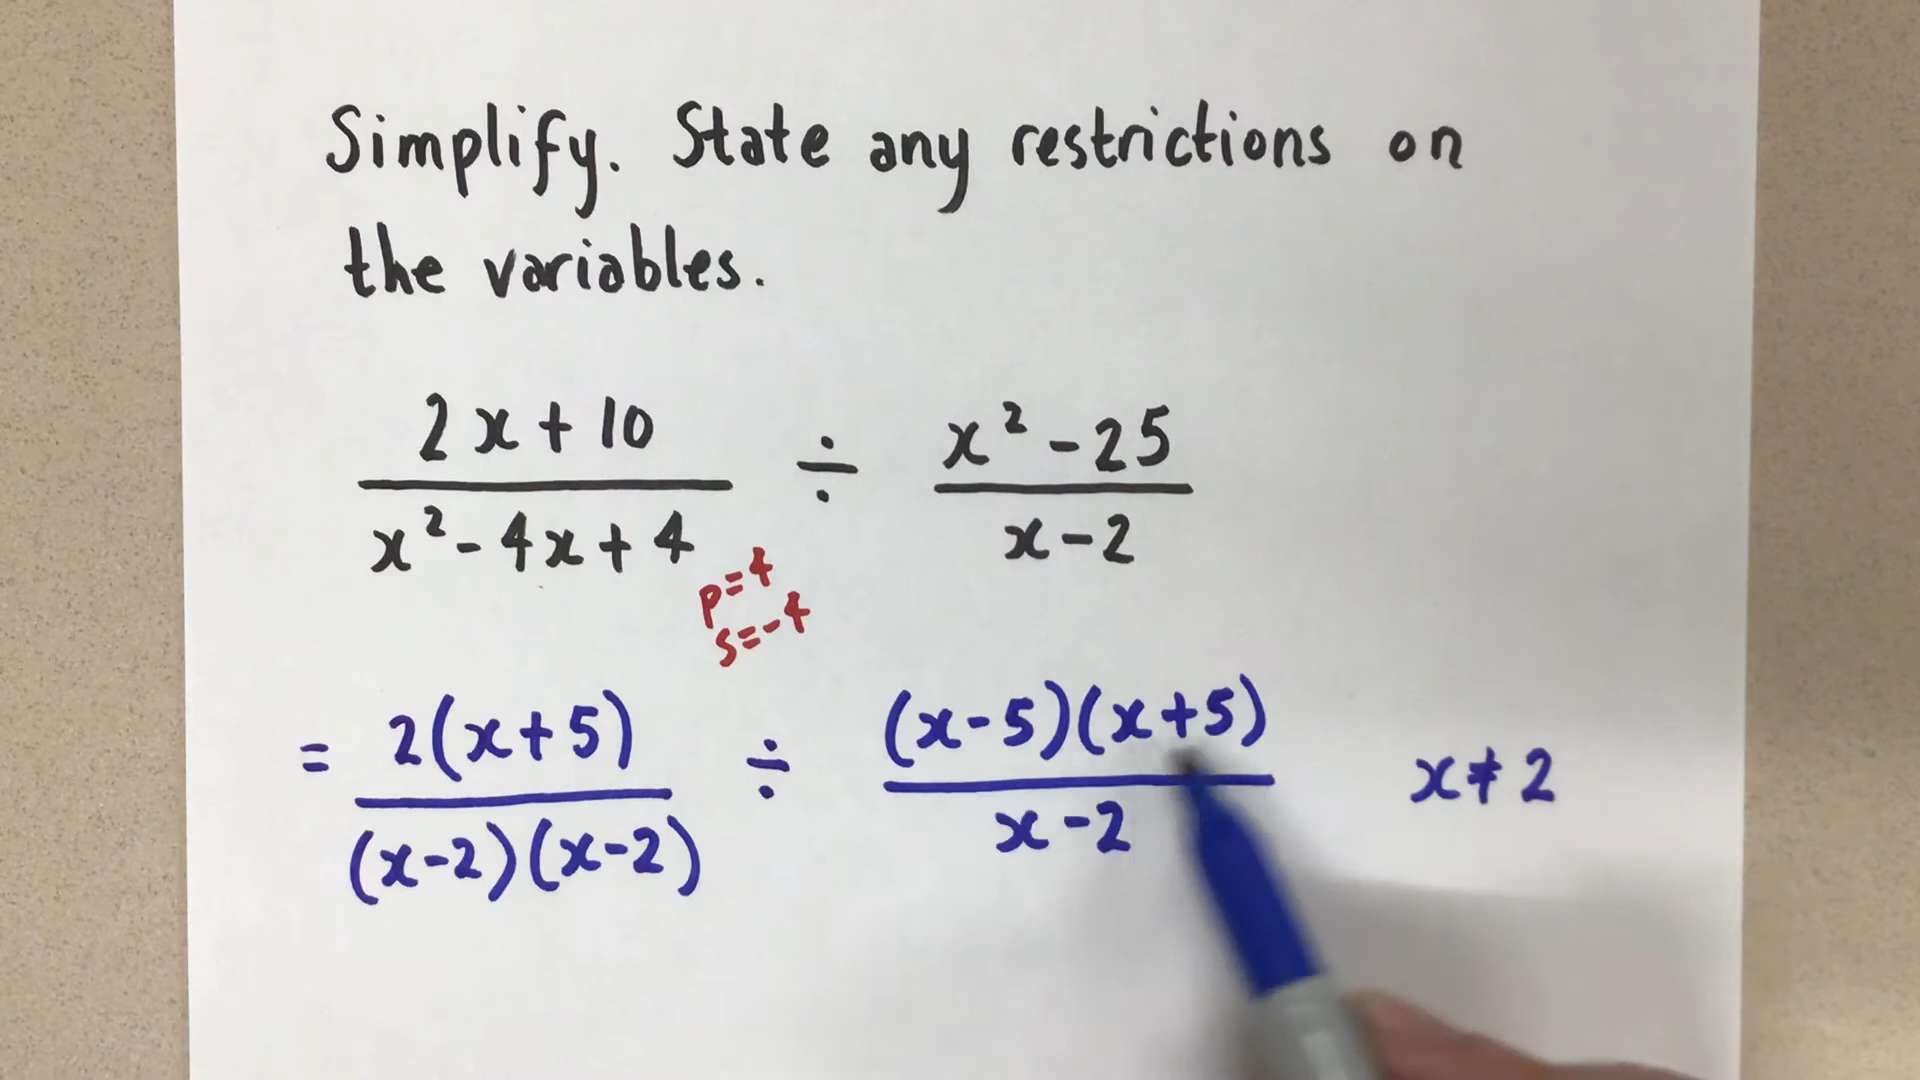 Simplify. State any restrictions on
the variables.
2x+10 ÷ x²-25
x²-4x+4 x-2
p=4
s=-4
= 2(x+5) ÷ (x-5)(x+5) x≠2
(x-2)(x-2) x-2